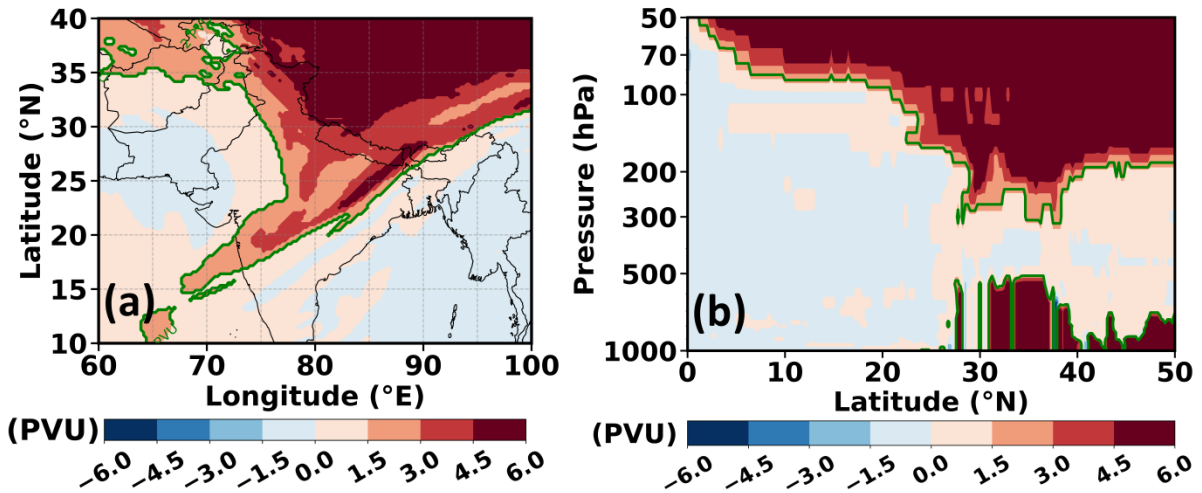 40
35
30
25
20
15
10
Latitude (°N)
(a)
60 70 80 90 100
Longitude (°E)
(PVU)
−6.0 −4.5 −3.0 −1.5 0.0 1.5 3.0 4.5 6.0
50
70
100
200
300
500
1000
Pressure (hPa)
(b)
0 10 20 30 40 50
Latitude (°N)
(PVU)
−6.0 −4.5 −3.0 −1.5 0.0 1.5 3.0 4.5 6.0